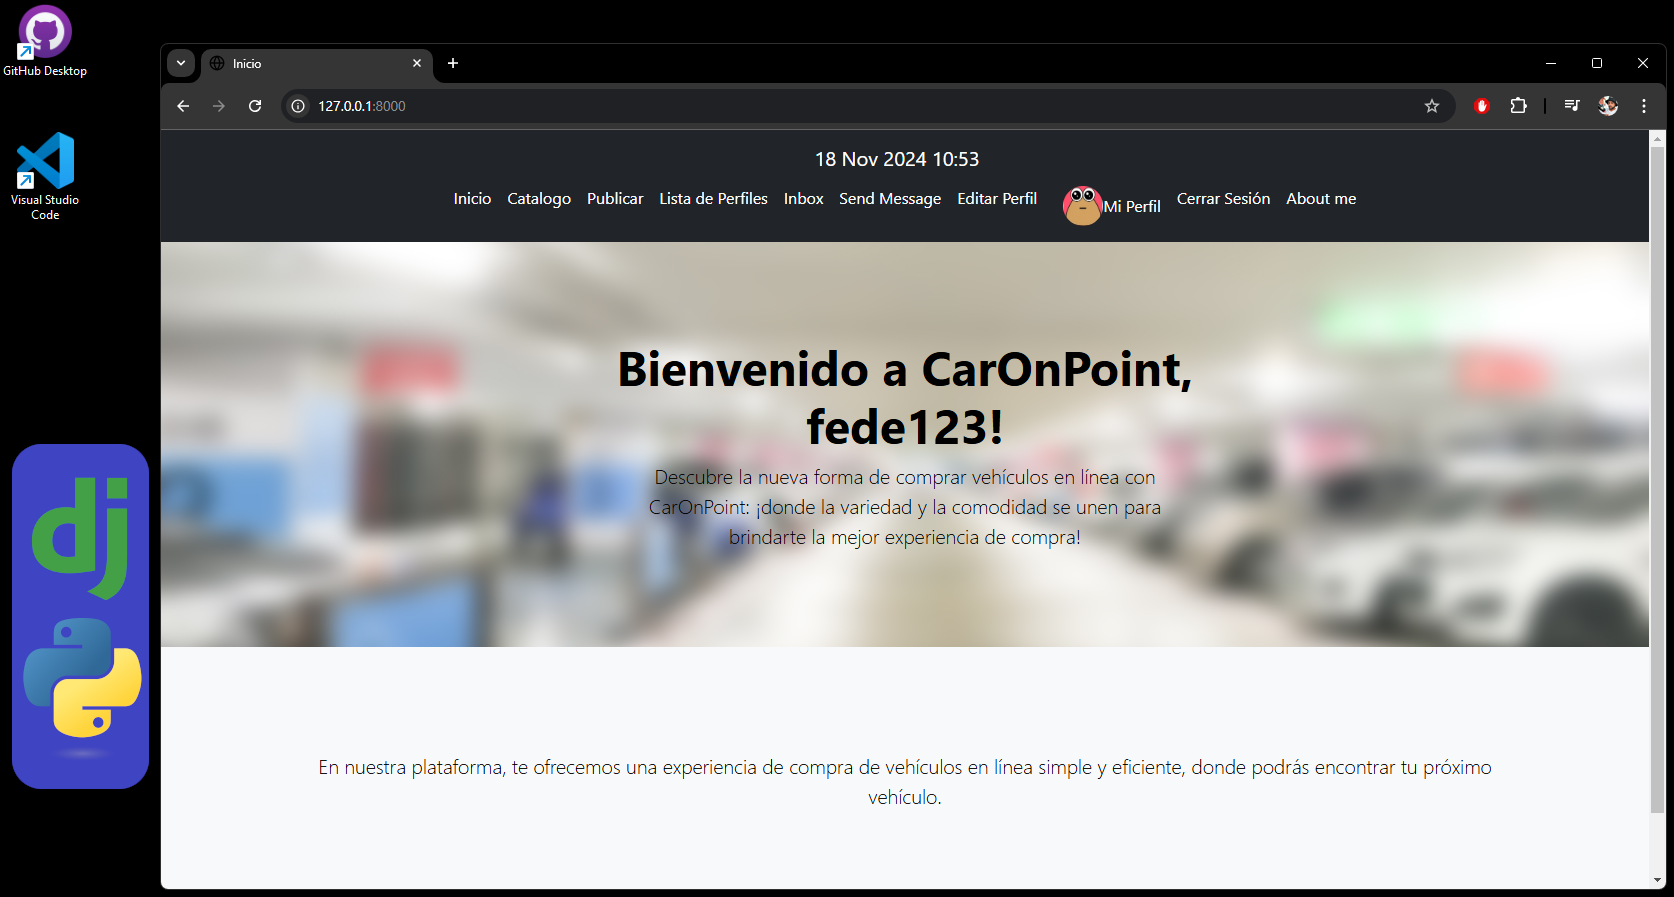 GitHub Desktop
Visual Studio
Code
dj
Inicio
127.0.0.1:8000
18 Nov 2024 10:53
Inicio Catalogo Publicar Lista de Perfiles Inbox Send Message Editar Perfil Mi Perfil Cerrar Sesión About me
Bienvenido a CarOnPoint,
fede123!
Descubre la nueva forma de comprar vehículos en línea con
CarOnPoint: ¡donde la variedad y la comodidad se unen para
brindarte la mejor experiencia de compra!
En nuestra plataforma, te ofrecemos una experiencia de compra de vehículos en línea simple y eficiente, donde podrás encontrar tu próximo
vehículo.